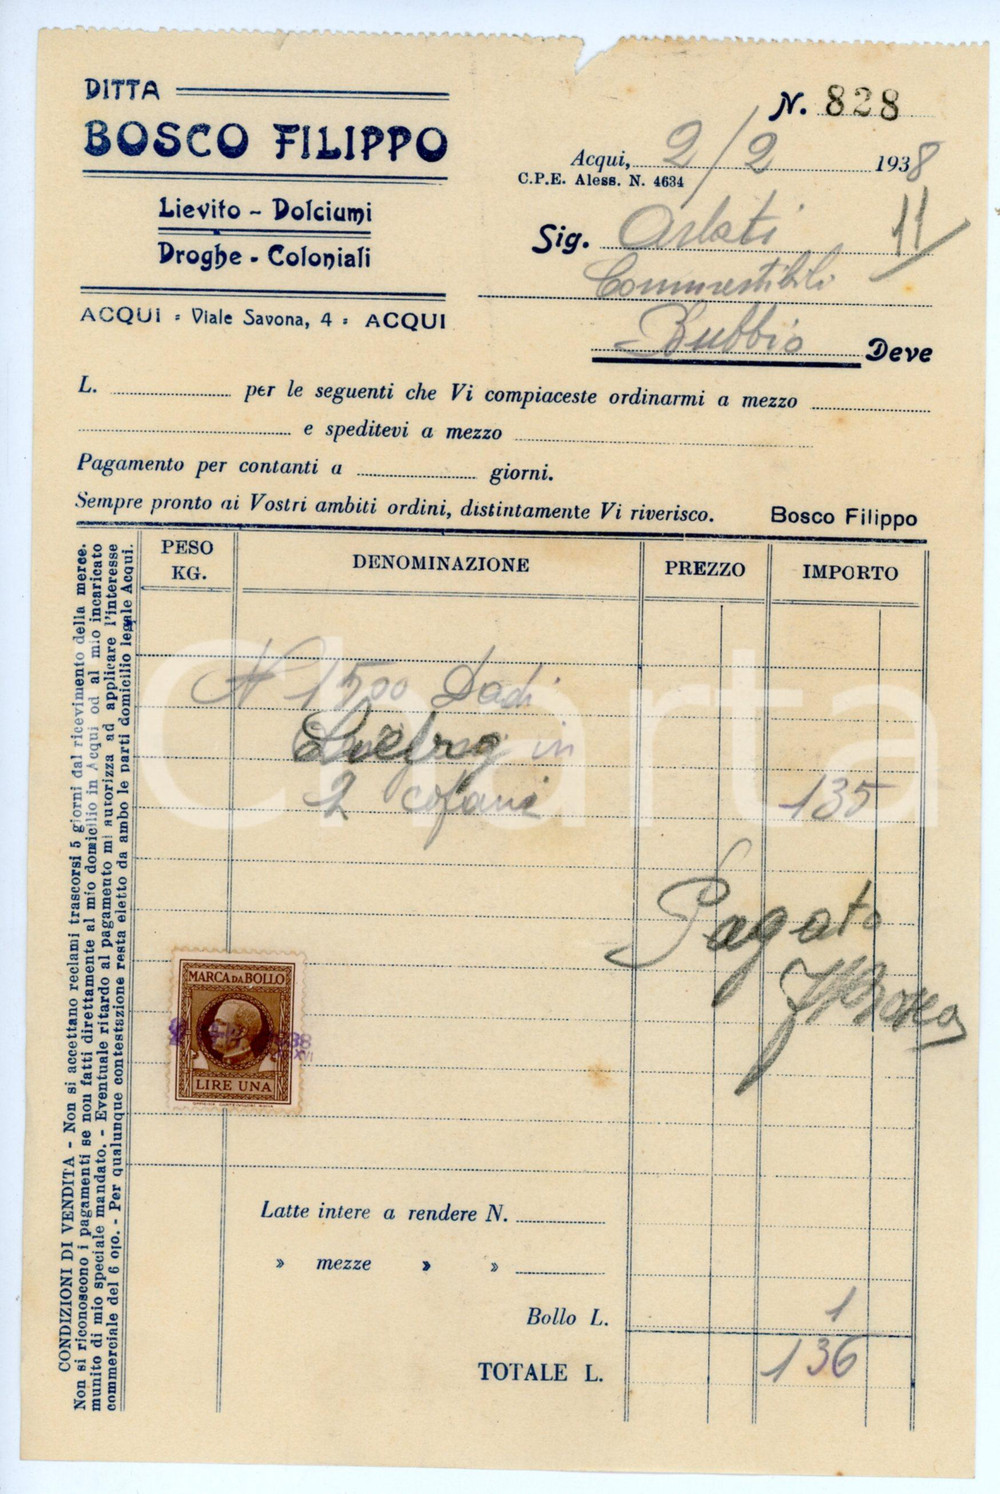 DITTA
BOSCO FILIPPO
Lievito - Dolciumi
Droghe - Coloniali
ACQUI - Viale Savona, 4 - ACQUI
N. 828
Acqui, 2/2 1938
C.P.E. Aless. N. 4634
11
Sig. Arlati
Commestibili
Bubbio Deve
L. per le seguenti che Vi compiaceste ordinarmi a mezzo
e speditevi a mezzo
Pagamento per contanti a giorni.
Sempre pronto ai Vostri ambiti ordini, distintamente Vi riverisco. Bosco Filippo
PESO KG. DENOMINAZIONE PREZZO IMPORTO
N 1500 Dadi
in
2 cofani 135
Pagato
MARCA DA BOLLO
LIRE UNA
Latte intere a rendere N.
» mezze » »
Bollo L. 1
TOTALE L. 136
CONDIZIONI DI VENDITA - Non si accettano reclami trascorsi 5 giorni dal ricevimento della merce.
Non si riconoscono i pagamenti se non fatti direttamente al mio domicilio in Acqui od al mio incaricato
munito di mio speciale mandato. - Eventuale ritardo al pagamento mi autorizza ad applicare l'interesse
commerciale del 6 o|o. - Per qualunque contestazione resta eletto da ambo le parti domicilio legale Acqui.
Charta